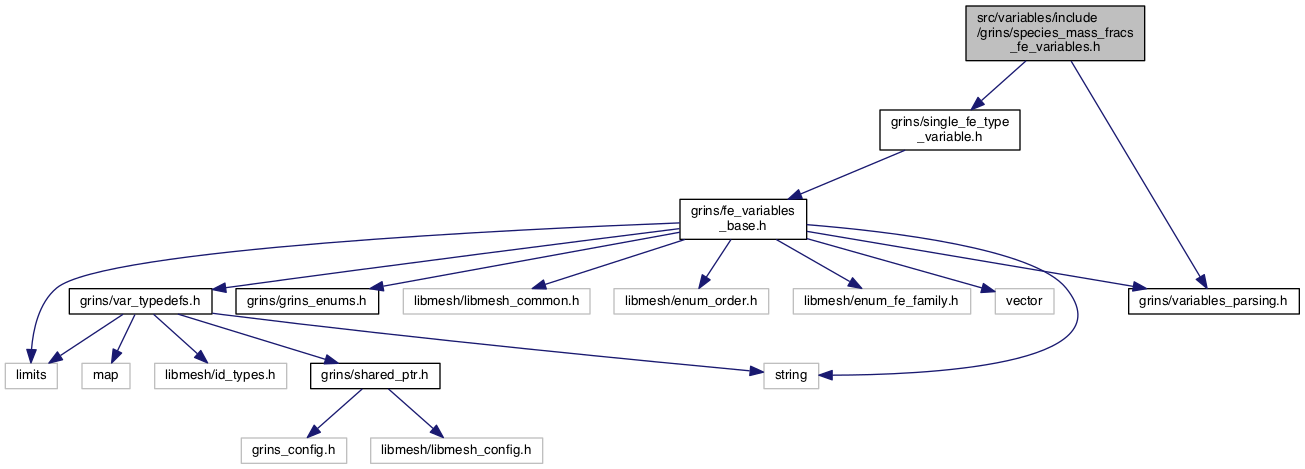 src/variables/include
/grins/species_mass_fracs
_fe_variables.h
grins/single_fe_type
_variable.h
grins/fe_variables
_base.h
grins/var_typedefs.h
grins/grins_enums.h
libmesh/libmesh_common.h
libmesh/enum_order.h
libmesh/enum_fe_family.h
vector
grins/variables_parsing.h
limits
map
libmesh/id_types.h
grins/shared_ptr.h
string
grins_config.h
libmesh/libmesh_config.h